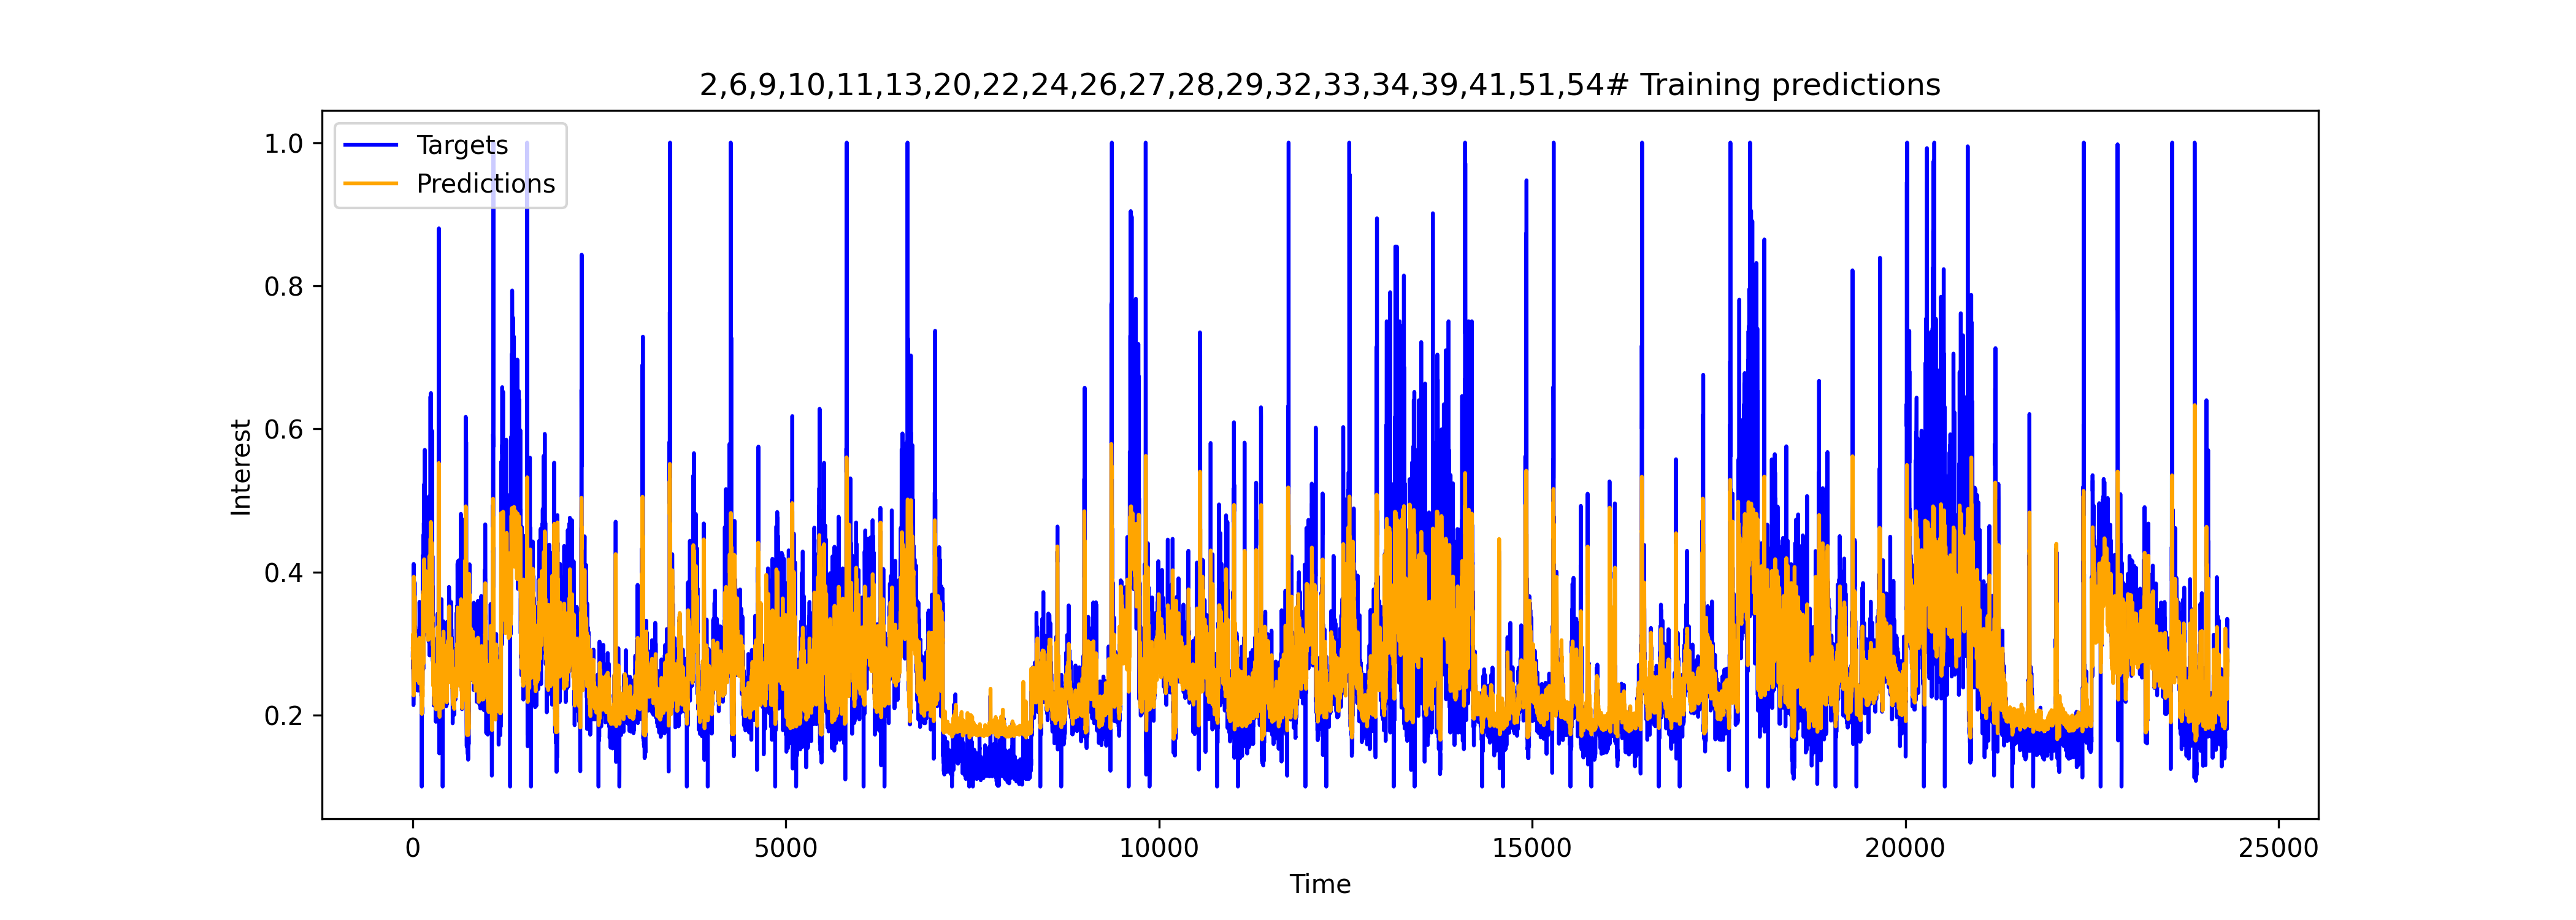 2,6,9,10,11,13,20,22,24,26,27,28,29,32,33,34,39,41,51,54# Training predictions
Targets
Predictions
1.0
0.8
0.6
0.4
0.2
Interest
0
5000
10000
15000
20000
25000
Time